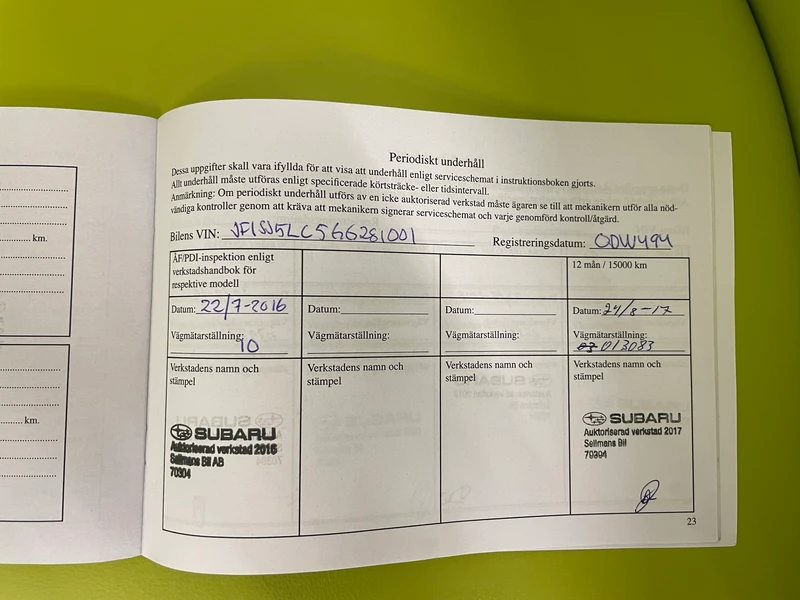 km.
km.
Periodiskt underhåll
Dessa uppgifter skall vara ifyllda för att visa att underhåll enligt serviceschemat i instruktionsboken gjorts.
Allt underhåll måste utföras enligt specificerade körtsträcke- eller tidsintervall.
Anmärkning: Om periodiskt underhåll utförs av en icke auktoriserad verkstad måste ägaren se till att mekanikern utför alla nöd-
vändiga kontroller genom att kräva att mekanikern signerar serviceschemat och varje genomförd kontroll/åtgärd.
Bilens VIN: JF1SJ5LC5GG281001 Registreringsdatum: ODW494
ÅF/PDI-inspektion enligt
verkstadshandbok för
respektive modell
12 mån / 15000 km
Datum: 22/7-2016 Datum: Datum: Datum: 24/8-17
Vägmätarställning: Vägmätarställning: Vägmätarställning: Vägmätarställning:
10 013083
Verkstadens namn och Verkstadens namn och Verkstadens namn och Verkstadens namn och
stämpel stämpel stämpel stämpel
SUBARU
Auktoriserad verkstad 2016
Sellmans Bil AB
70304
SUBARU
Auktoriserad verkstad 2017
Sellmans Bil
70394
23